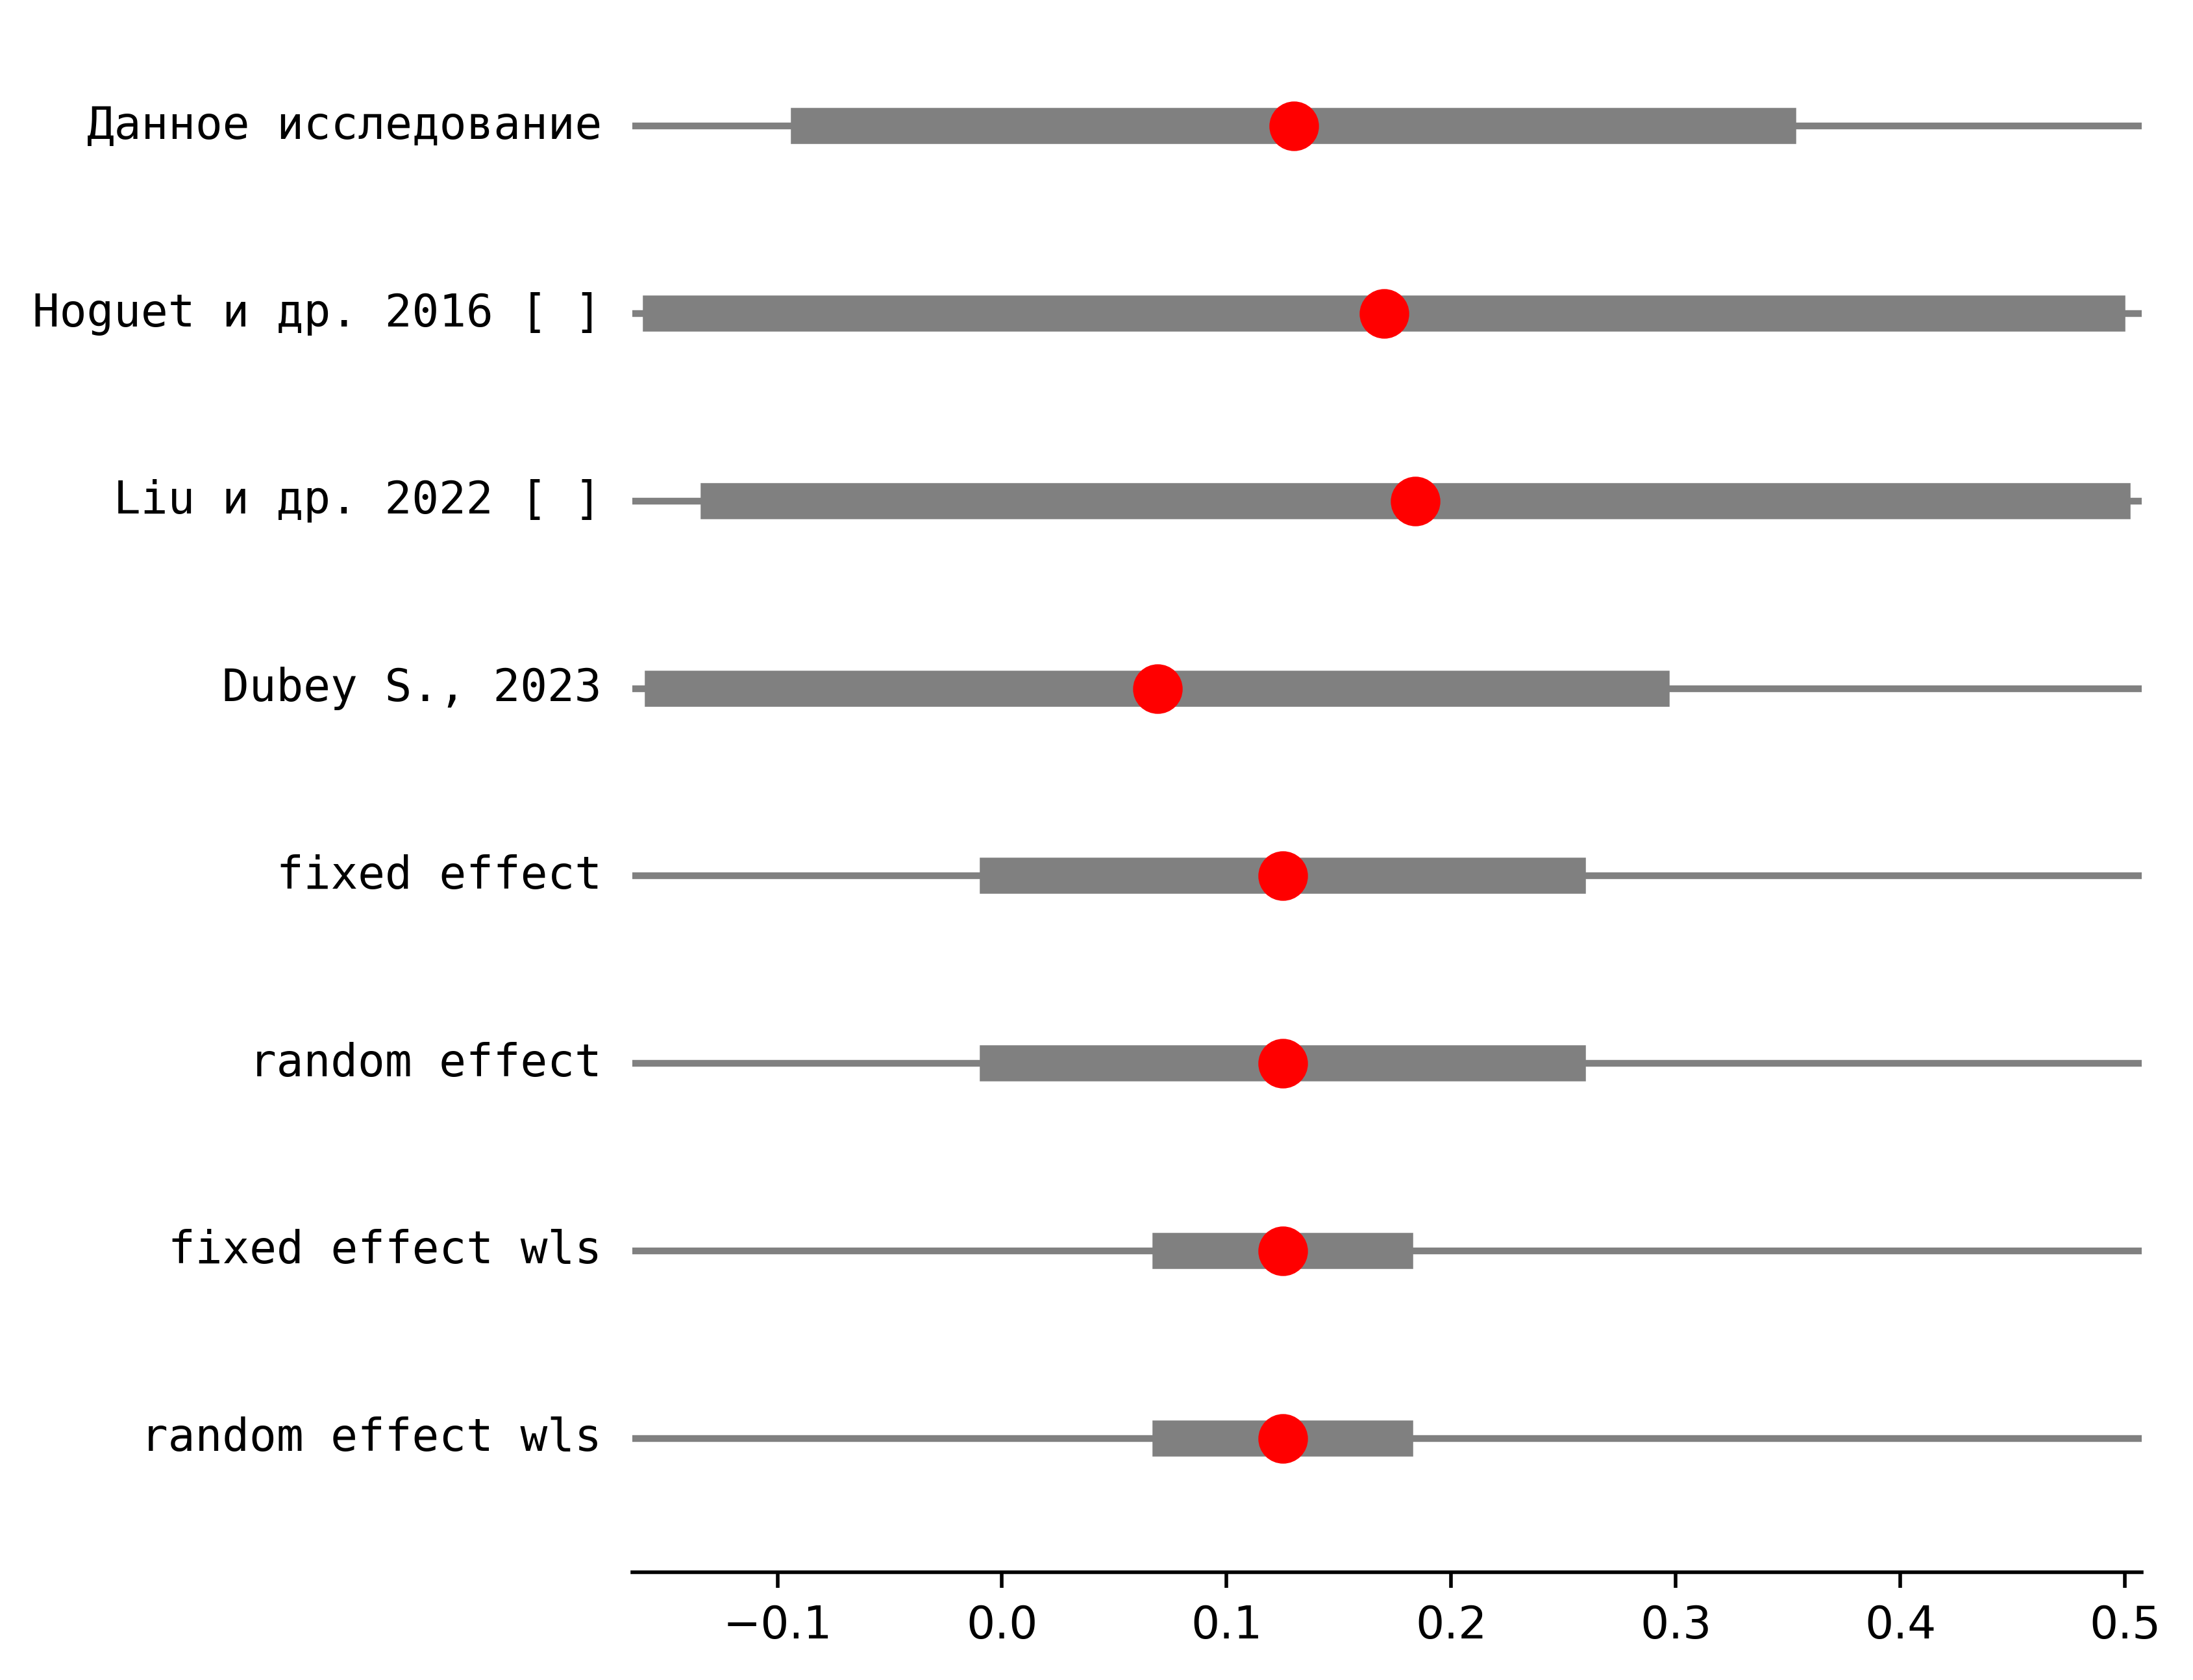 Данное исследование
Hoguet и др. 2016 [ ]
Liu и др. 2022 [ ]
Dubey S., 2023
fixed effect
random effect
fixed effect wls
random effect wls
−0.1 0.0 0.1 0.2 0.3 0.4 0.5